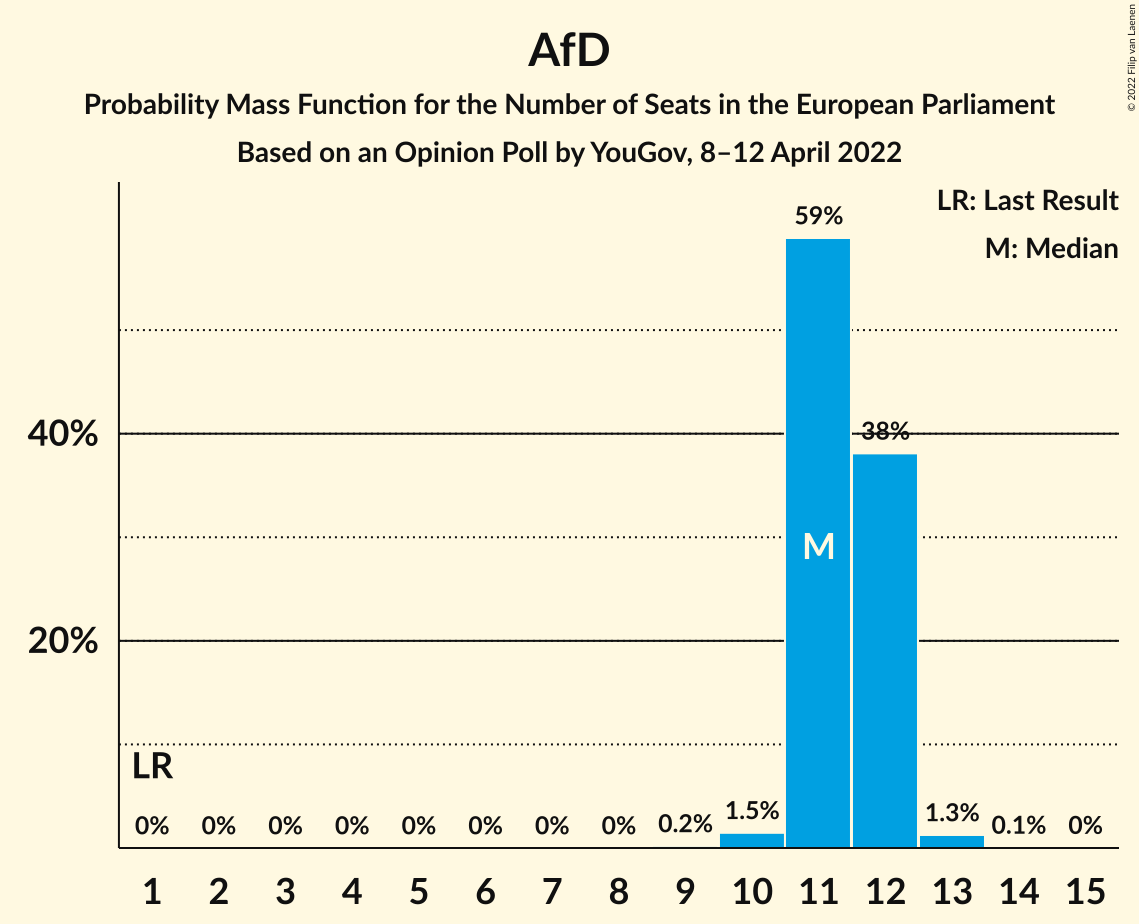 AfD
Probability Mass Function for the Number of Seats in the European Parliament
Based on an Opinion Poll by YouGov, 8–12 April 2022
© 2022 Filip van Laenen
LR: Last Result
M: Median
59%
40%
38%
M
20%
LR
0% 0% 0% 0% 0% 0% 0% 0% 0.2% 1.5% 1.3% 0.1% 0%
1 2 3 4 5 6 7 8 9 10 11 12 13 14 15